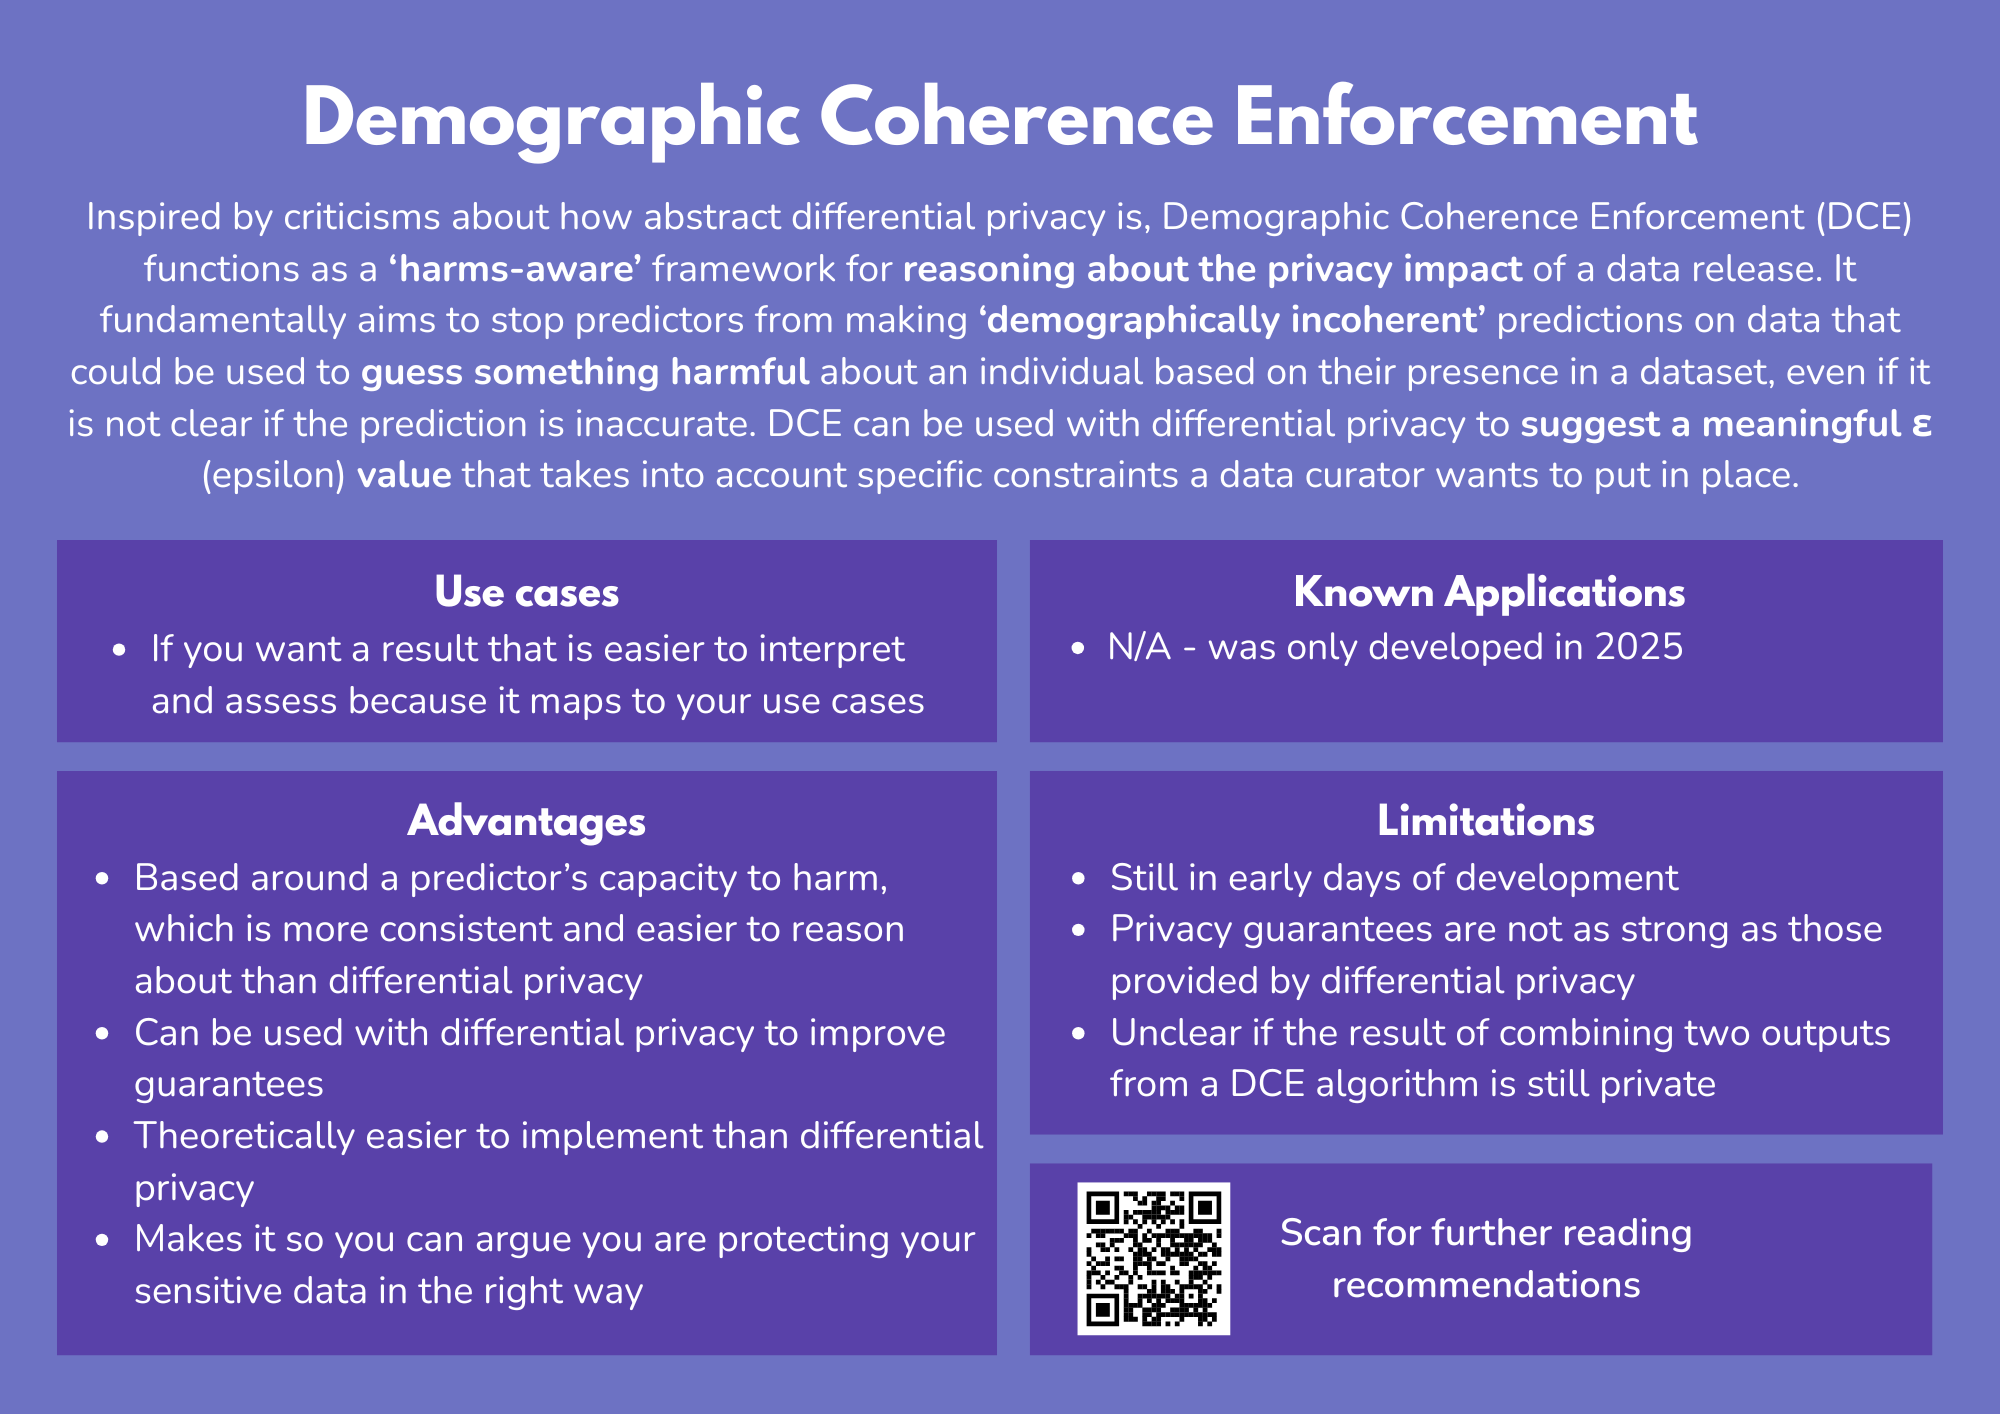 Demographic Coherence Enforcement
Inspired by criticisms about how abstract differential privacy is, Demographic Coherence Enforcement (DCE)
functions as a ‘harms-aware’ framework for reasoning about the privacy impact of a data release. It
fundamentally aims to stop predictors from making ‘demographically incoherent’ predictions on data that
could be used to guess something harmful about an individual based on their presence in a dataset, even if it
is not clear if the prediction is inaccurate. DCE can be used with differential privacy to suggest a meaningful ε
(epsilon) value that takes into account specific constraints a data curator wants to put in place.
Use cases
• If you want a result that is easier to interpret
and assess because it maps to your use cases
Known Applications
• N/A - was only developed in 2025
Advantages
• Based around a predictor’s capacity to harm,
which is more consistent and easier to reason
about than differential privacy
• Can be used with differential privacy to improve
guarantees
• Theoretically easier to implement than differential
privacy
• Makes it so you can argue you are protecting your
sensitive data in the right way
Limitations
• Still in early days of development
• Privacy guarantees are not as strong as those
provided by differential privacy
• Unclear if the result of combining two outputs
from a DCE algorithm is still private
Scan for further reading
recommendations